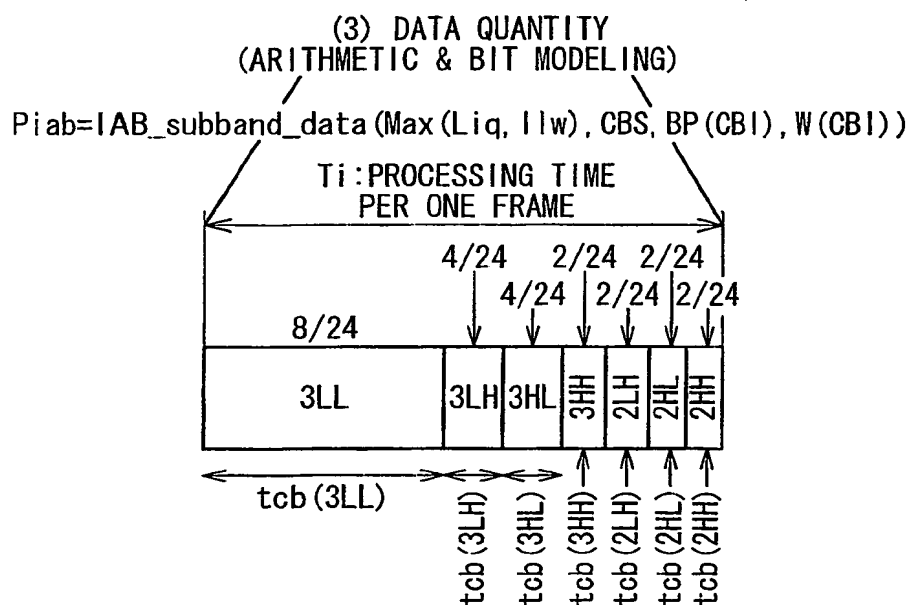 (3) DATA QUANTITY
(ARITHMETIC & BIT MODELING)
Piab=IAB_subband_data(Max(Liq, Ilw), CBS, BP(CBI), W(CBI))
Ti:PROCESSING TIME
PER ONE FRAME
4/24 2/24 2/24
4/24 2/24 2/24
8/24
3LL 3LH 3HL 3HH 2LH 2HL 2HH
tcb(3LL) tcb(3LH) tcb(3HL) tcb(3HH) tcb(2LH) tcb(2HL) tcb(2HH)